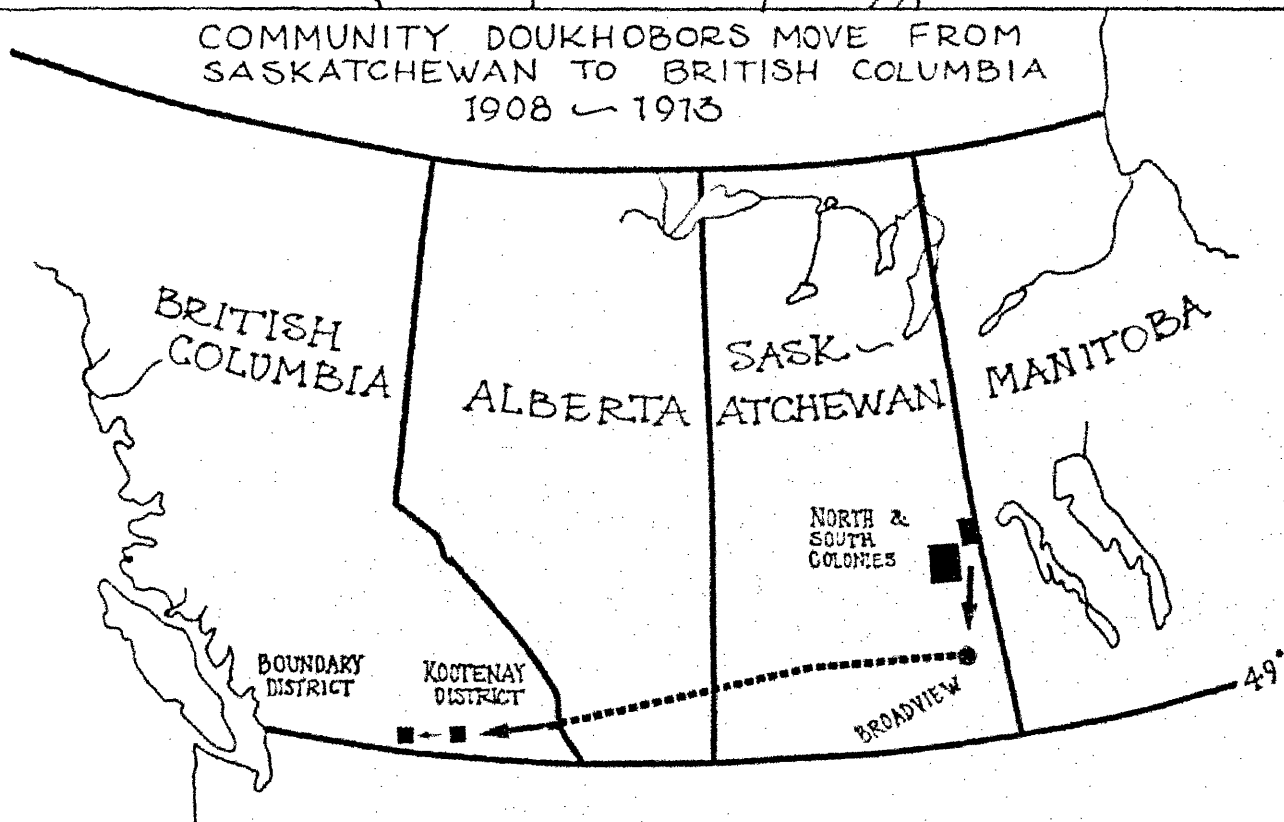 COMMUNITY DOUKHOBORS MOVE FROM
SASKATCHEWAN TO BRITISH COLUMBIA
1908 ~ 1913
BRITISH
COLUMBIA
ALBERTA
SASK~
ATCHEWAN
MANITOBA
NORTH &
SOUTH
COLONIES
BOUNDARY
DISTRICT
KOOTENAY
DISTRICT
BROADVIEW
49°